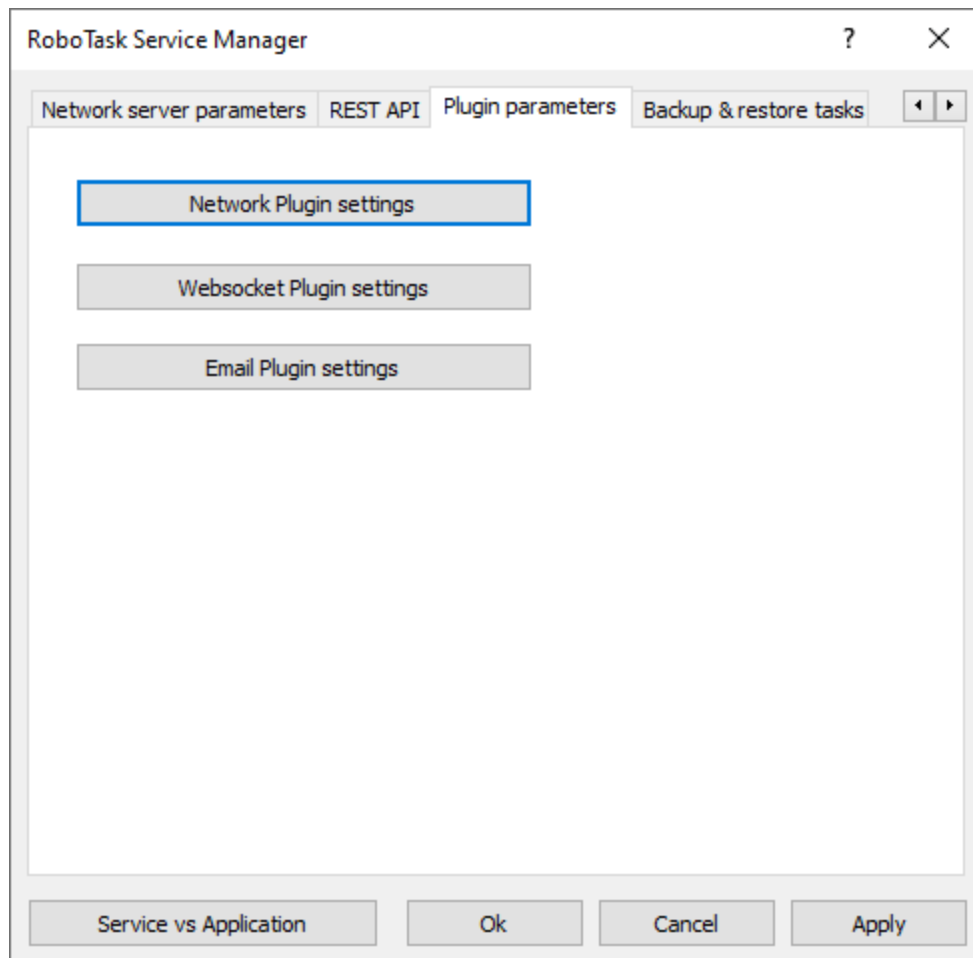 RoboTask Service Manager ?
Network server parameters REST API Plugin parameters Backup & restore tasks
Network Plugin settings
Websocket Plugin settings
Email Plugin settings
Service vs Application Ok Cancel Apply